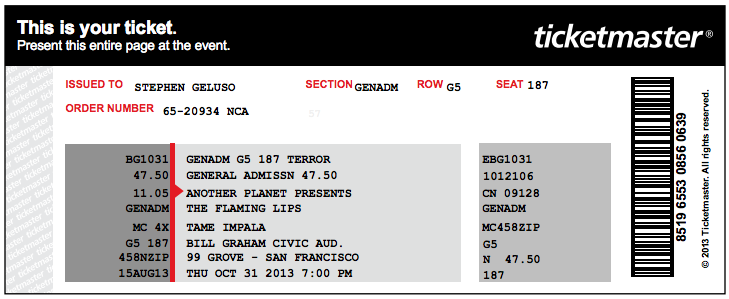 This is your ticket.
Present this entire page at the event.
ticketmaster®
ISSUED TO STEPHEN GELUSO SECTION GENADM ROW G5 SEAT 187
ORDER NUMBER 65-20934 NCA
57
BG1031 GENADM G5 187 TERROR EBG1031
47.50 GENERAL ADMISSN 47.50 1012106
11.05 ANOTHER PLANET PRESENTS CN 09128
GENADM THE FLAMING LIPS GENADM
MC 4X TAME IMPALA MC458ZIP
G5 187 BILL GRAHAM CIVIC AUD. G5
458NZIP 99 GROVE - SAN FRANCISCO N 47.50
15AUG13 THU OCT 31 2013 7:00 PM 187
8519 6553 0856 0639
© 2013 Ticketmaster. All rights reserved.